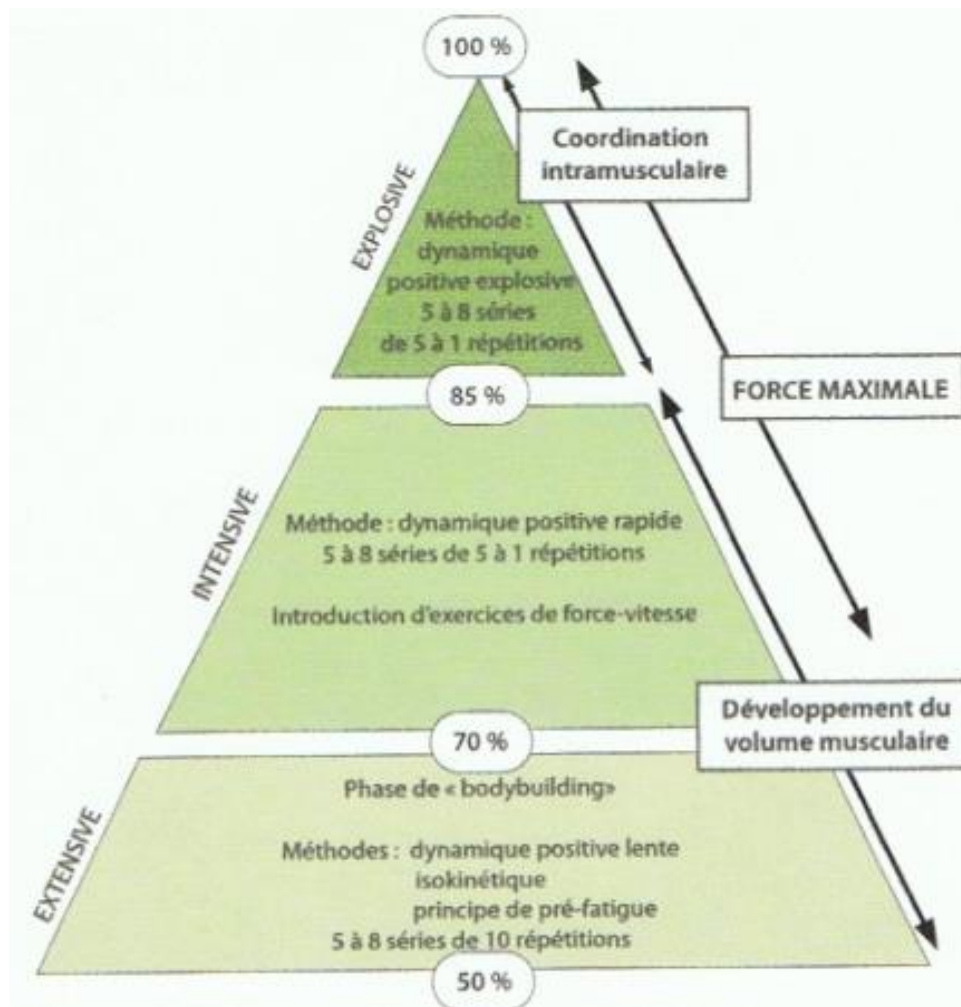 100 %
Coordination
intramusculaire
EXPLOSIVE
Méthode :
dynamique
positive explosive
5 à 8 séries
de 5 à 1 répétitions
85 %
FORCE MAXIMALE
INTENSIVE
Méthode : dynamique positive rapide
5 à 8 séries de 5 à 1 répétitions
Introduction d'exercices de force-vitesse
Développement du
volume musculaire
70 %
EXTENSIVE
Phase de « bodybuilding»
Méthodes : dynamique positive lente
isokinétique
principe de pré-fatigue
5 à 8 séries de 10 répétitions
50 %